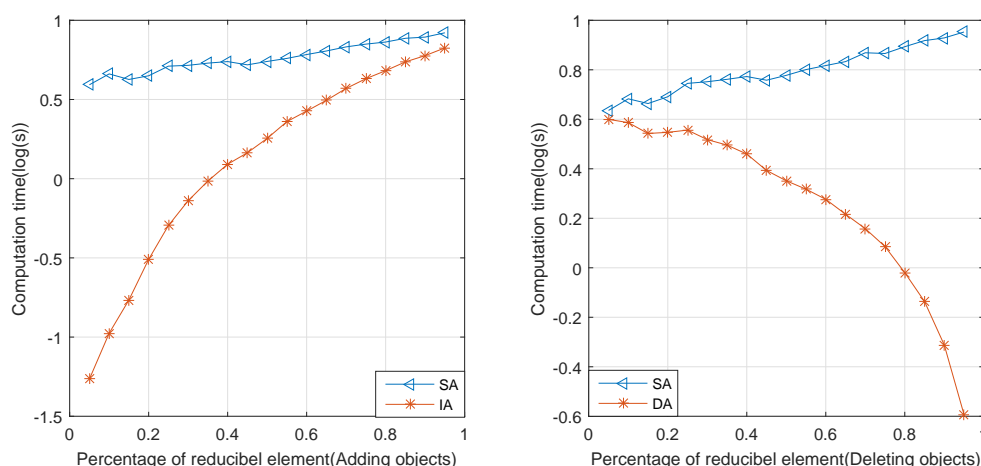 1
0.5
0
-0.5
-1
-1.5
Computation time(log(s))
0 0.2 0.4 0.6 0.8 1
Percentage of reducibel element(Adding objects)
SA
IA
1
0.8
0.6
0.4
0.2
0
-0.2
-0.4
-0.6
Computation time(log(s))
0 0.2 0.4 0.6 0.8 1
Percentage of reducibel element(Deleting objects)
SA
DA